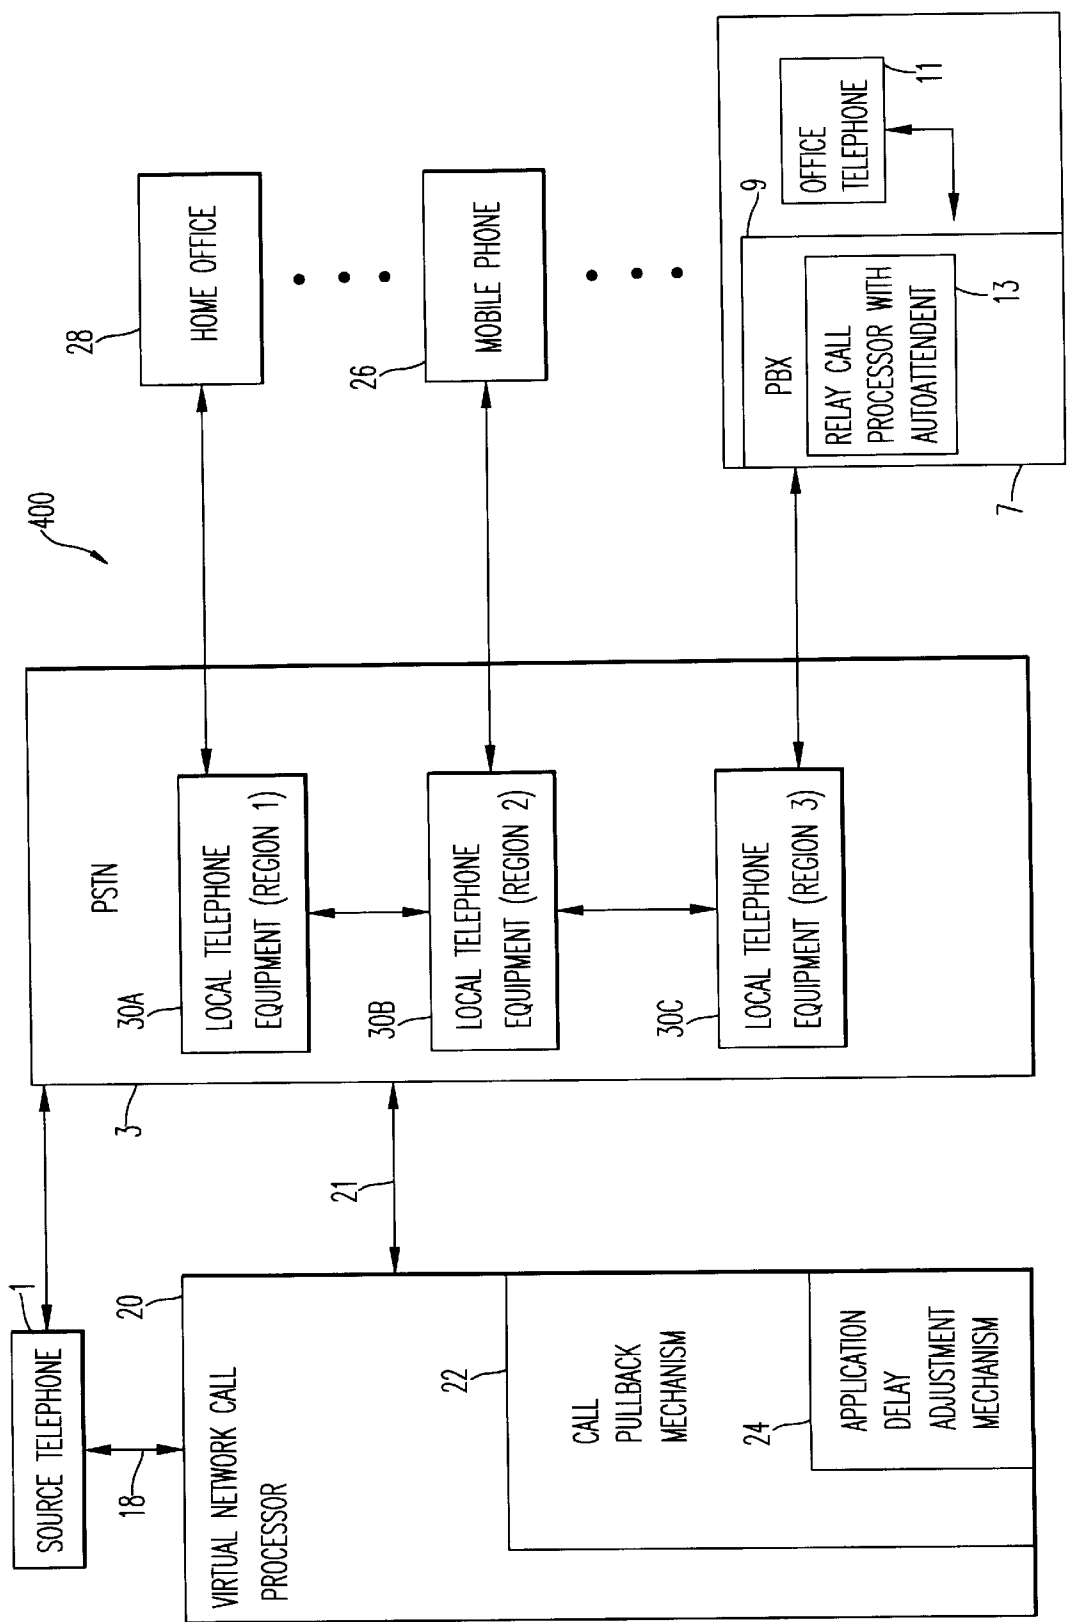 400
SOURCE TELEPHONE
1
18
VIRTUAL NETWORK CALL
PROCESSOR
20
22
CALL
PULLBACK
MECHANISM
24
APPLICATION
DELAY
ADJUSTMENT
MECHANISM
21
3
PSTN
30A
LOCAL TELEPHONE
EQUIPMENT (REGION 1)
30B
LOCAL TELEPHONE
EQUIPMENT (REGION 2)
30C
LOCAL TELEPHONE
EQUIPMENT (REGION 3)
28
HOME OFFICE
26
MOBILE PHONE
7
PBX
9
RELAY CALL
PROCESSOR WITH
AUTOATTENDENT
13
OFFICE
TELEPHONE
11